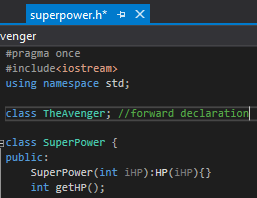 superpower.h*
venger
#pragma once
#include<iostream>
using namespace std;
class TheAvenger; //forward declaration
class SuperPower {
public:
SuperPower(int iHP):HP(iHP){}
int getHP();